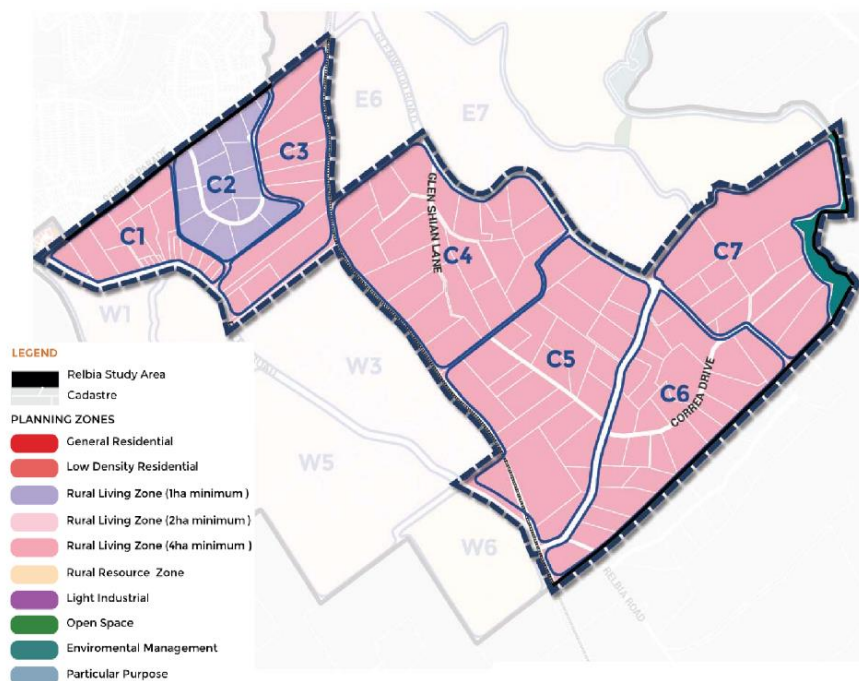 GLENWOOD ROAD
E6
E7
C3
C2
C1
GLEN SHIAN LANE
C4
C7
W1
W3
C5
C6
CORREA DRIVE
W5
W6
RELBIA ROAD
LEGEND
Relbia Study Area
Cadastre
PLANNING ZONES
General Residential
Low Density Residential
Rural Living Zone (1ha minimum )
Rural Living Zone (2ha minimum )
Rural Living Zone (4ha minimum )
Rural Resource Zone
Light Industrial
Open Space
Enviromental Management
Particular Purpose